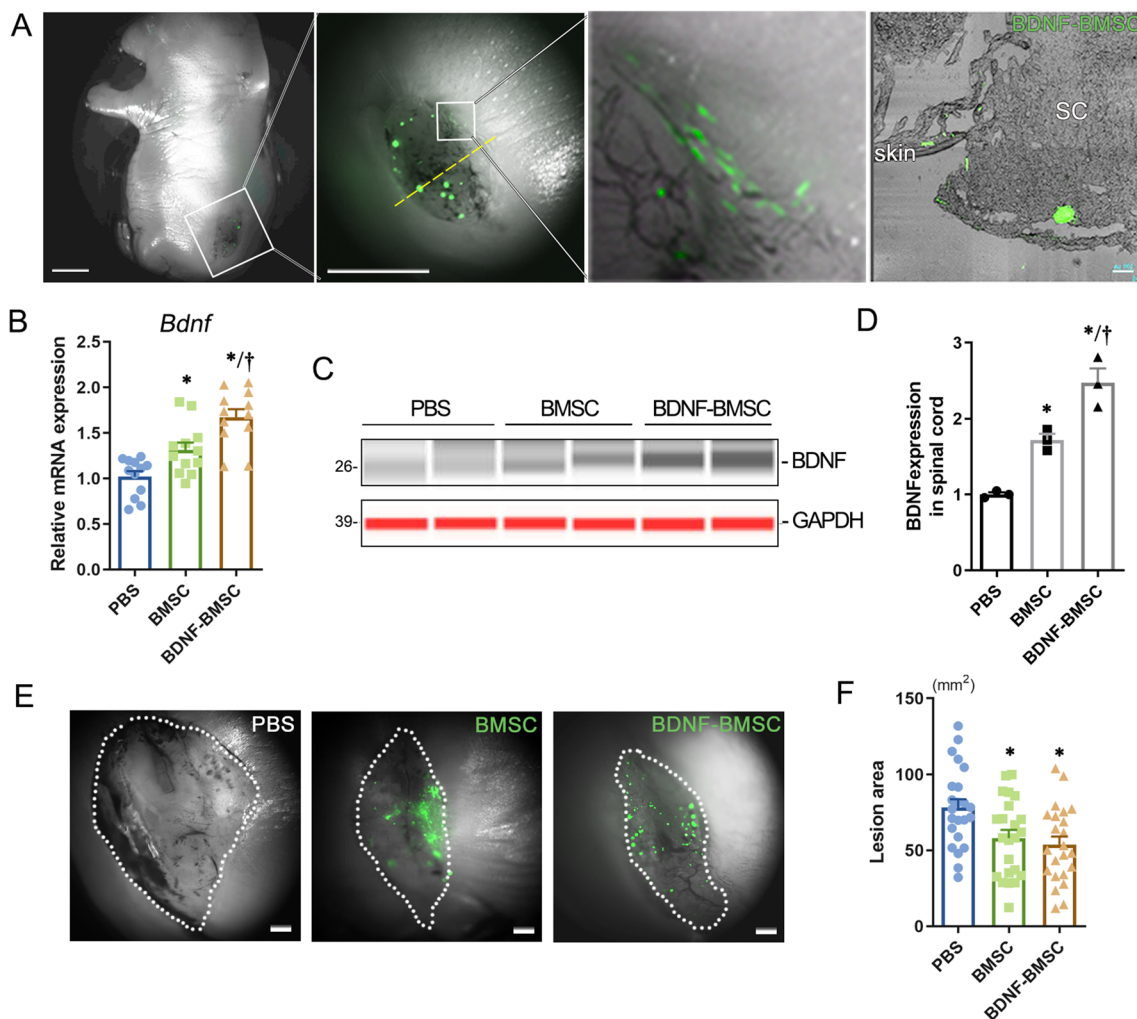 A
BDNF-BMSC
SC
skin
B
Bdnf
Relative mRNA expression
2.5
2.0
1.5
1.0
0.5
0.0
*
*/†
PBS
BMSC
BDNF-BMSC
C
PBS BMSC BDNF-BMSC
26- -BDNF
39- -GAPDH
D
BDNFexpression
in spinal cord
3
2
1
0
*
*/†
PBS
BMSC
BDNF-BMSC
E
PBS
BMSC
BDNF-BMSC
F
(mm²)
Lesion area
150
100
50
0
*
*
PBS
BMSC
BDNF-BMSC